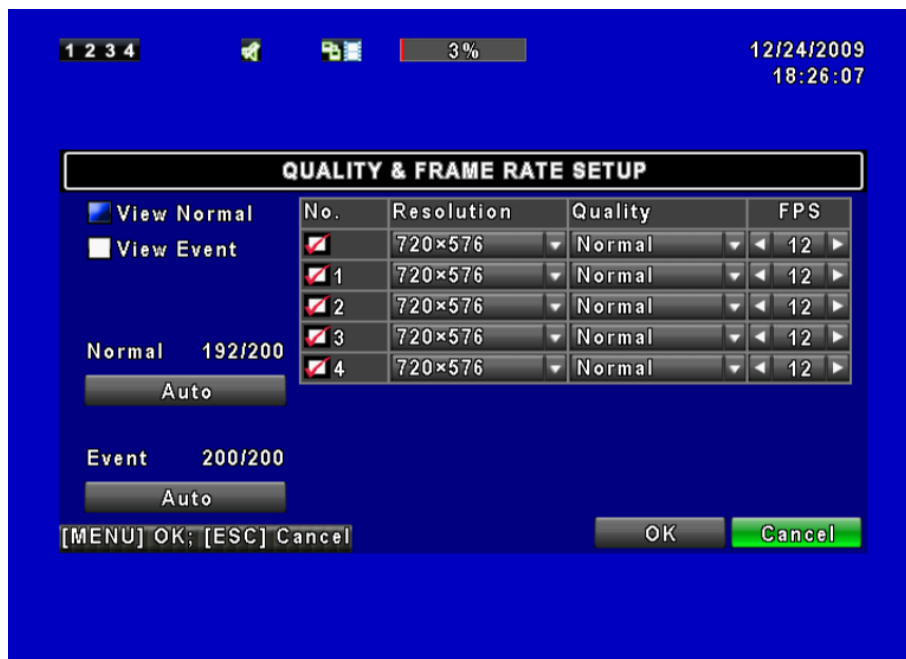 1 2 3 4 3% 12/24/2009
18:26:07
QUALITY & FRAME RATE SETUP
View Normal
View Event
Normal 192/200
Auto
Event 200/200
Auto
No. Resolution Quality FPS
720×576 Normal 12
1 720×576 Normal 12
2 720×576 Normal 12
3 720×576 Normal 12
4 720×576 Normal 12
[MENU] OK; [ESC] Cancel
OK Cancel